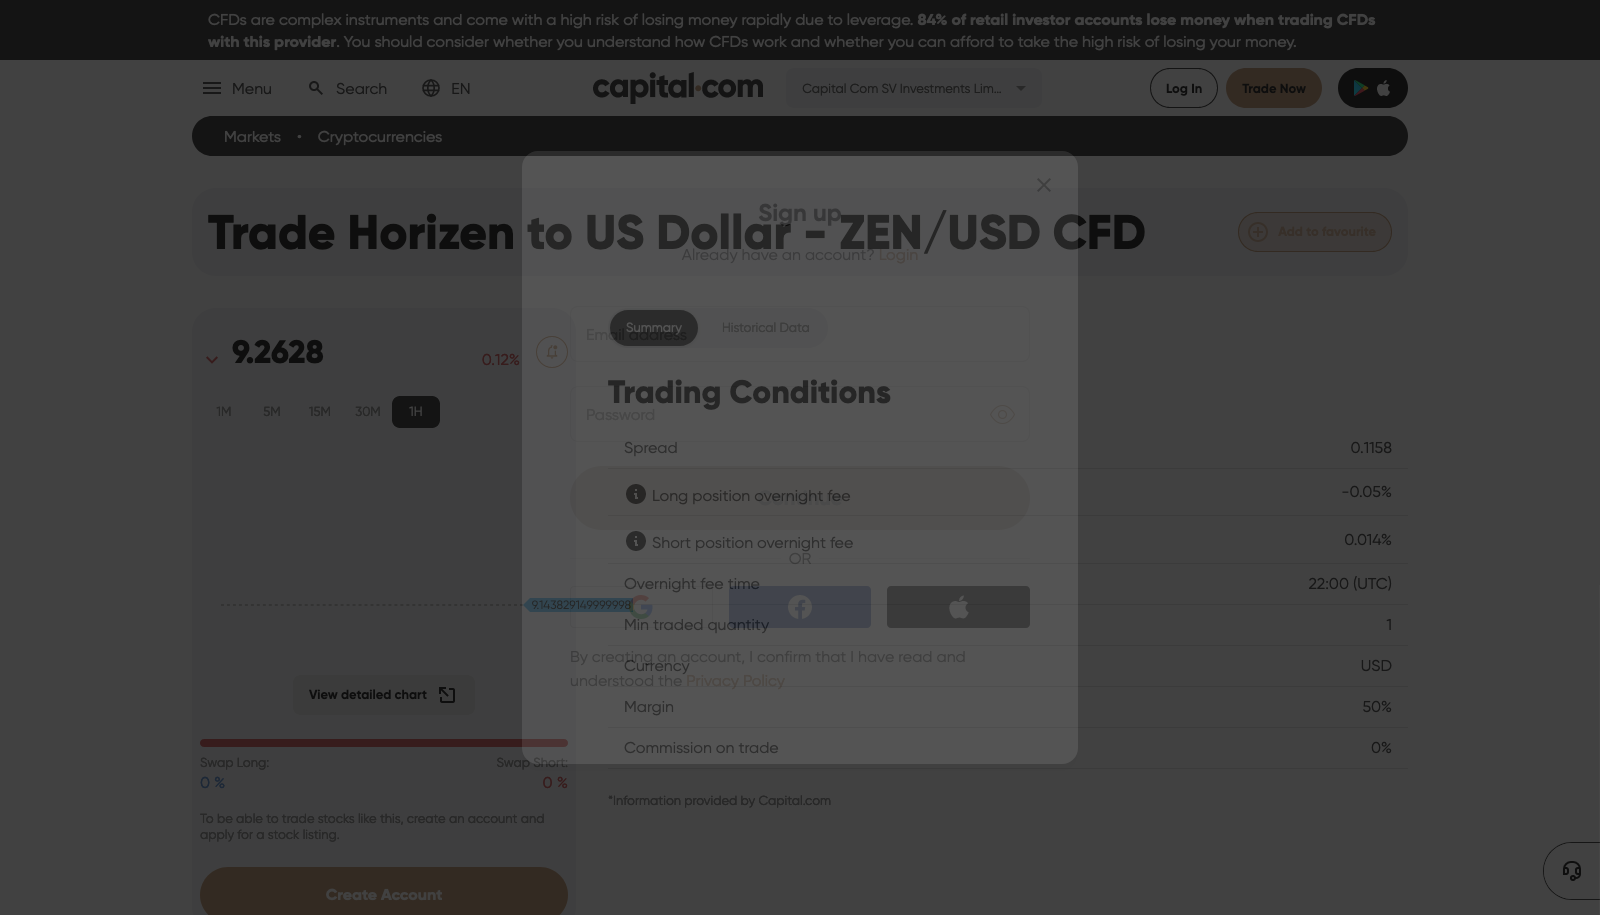 CFDs are complex instruments and come with a high risk of losing money rapidly due to leverage. 84% of retail investor accounts lose money when trading CFDs
with this provider. You should consider whether you understand how CFDs work and whether you can afford to take the high risk of losing your money.
Menu
Search
EN
capital.com
Capital Com SV Investments Lim...
Log In
Trade Now
Markets • Cryptocurrencies
Sign up
Trade Horizen to US Dollar - ZEN/USD CFD
Add to favourite
Already have an account? Login
9.2628
0.12%
1M
5M
15M
30M
1H
9.143829149999998
View detailed chart
Swap Long:
Swap Short:
0 %
0 %
To be able to trade stocks like this, create an account and
apply for a stock listing.
Create Account
Summary
Historical Data
Email address
Trading Conditions
Password
Spread 0.1158
Long position overnight fee -0.05%
Short position overnight fee 0.014%
OR
Overnight fee time 22:00 (UTC)
Min traded quantity 1
By creating an account, I confirm that I have read and
understood the Privacy Policy
Currency USD
Margin 50%
Commission on trade 0%
*Information provided by Capital.com